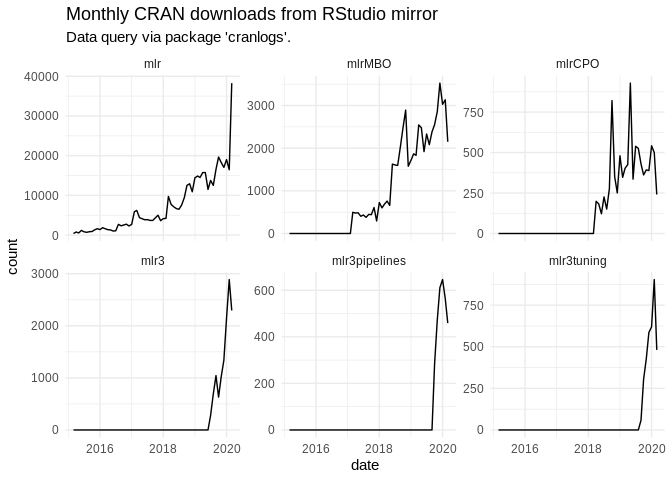 Monthly CRAN downloads from RStudio mirror
Data query via package 'cranlogs'.
mlr
mlrMBO
mlrCPO
40000
30000
20000
10000
0
3000
2000
1000
0
750
500
250
0
count
mlr3
mlr3pipelines
mlr3tuning
3000
2000
1000
0
600
400
200
0
750
500
250
0
2016 2018 2020
2016 2018 2020
2016 2018 2020
date